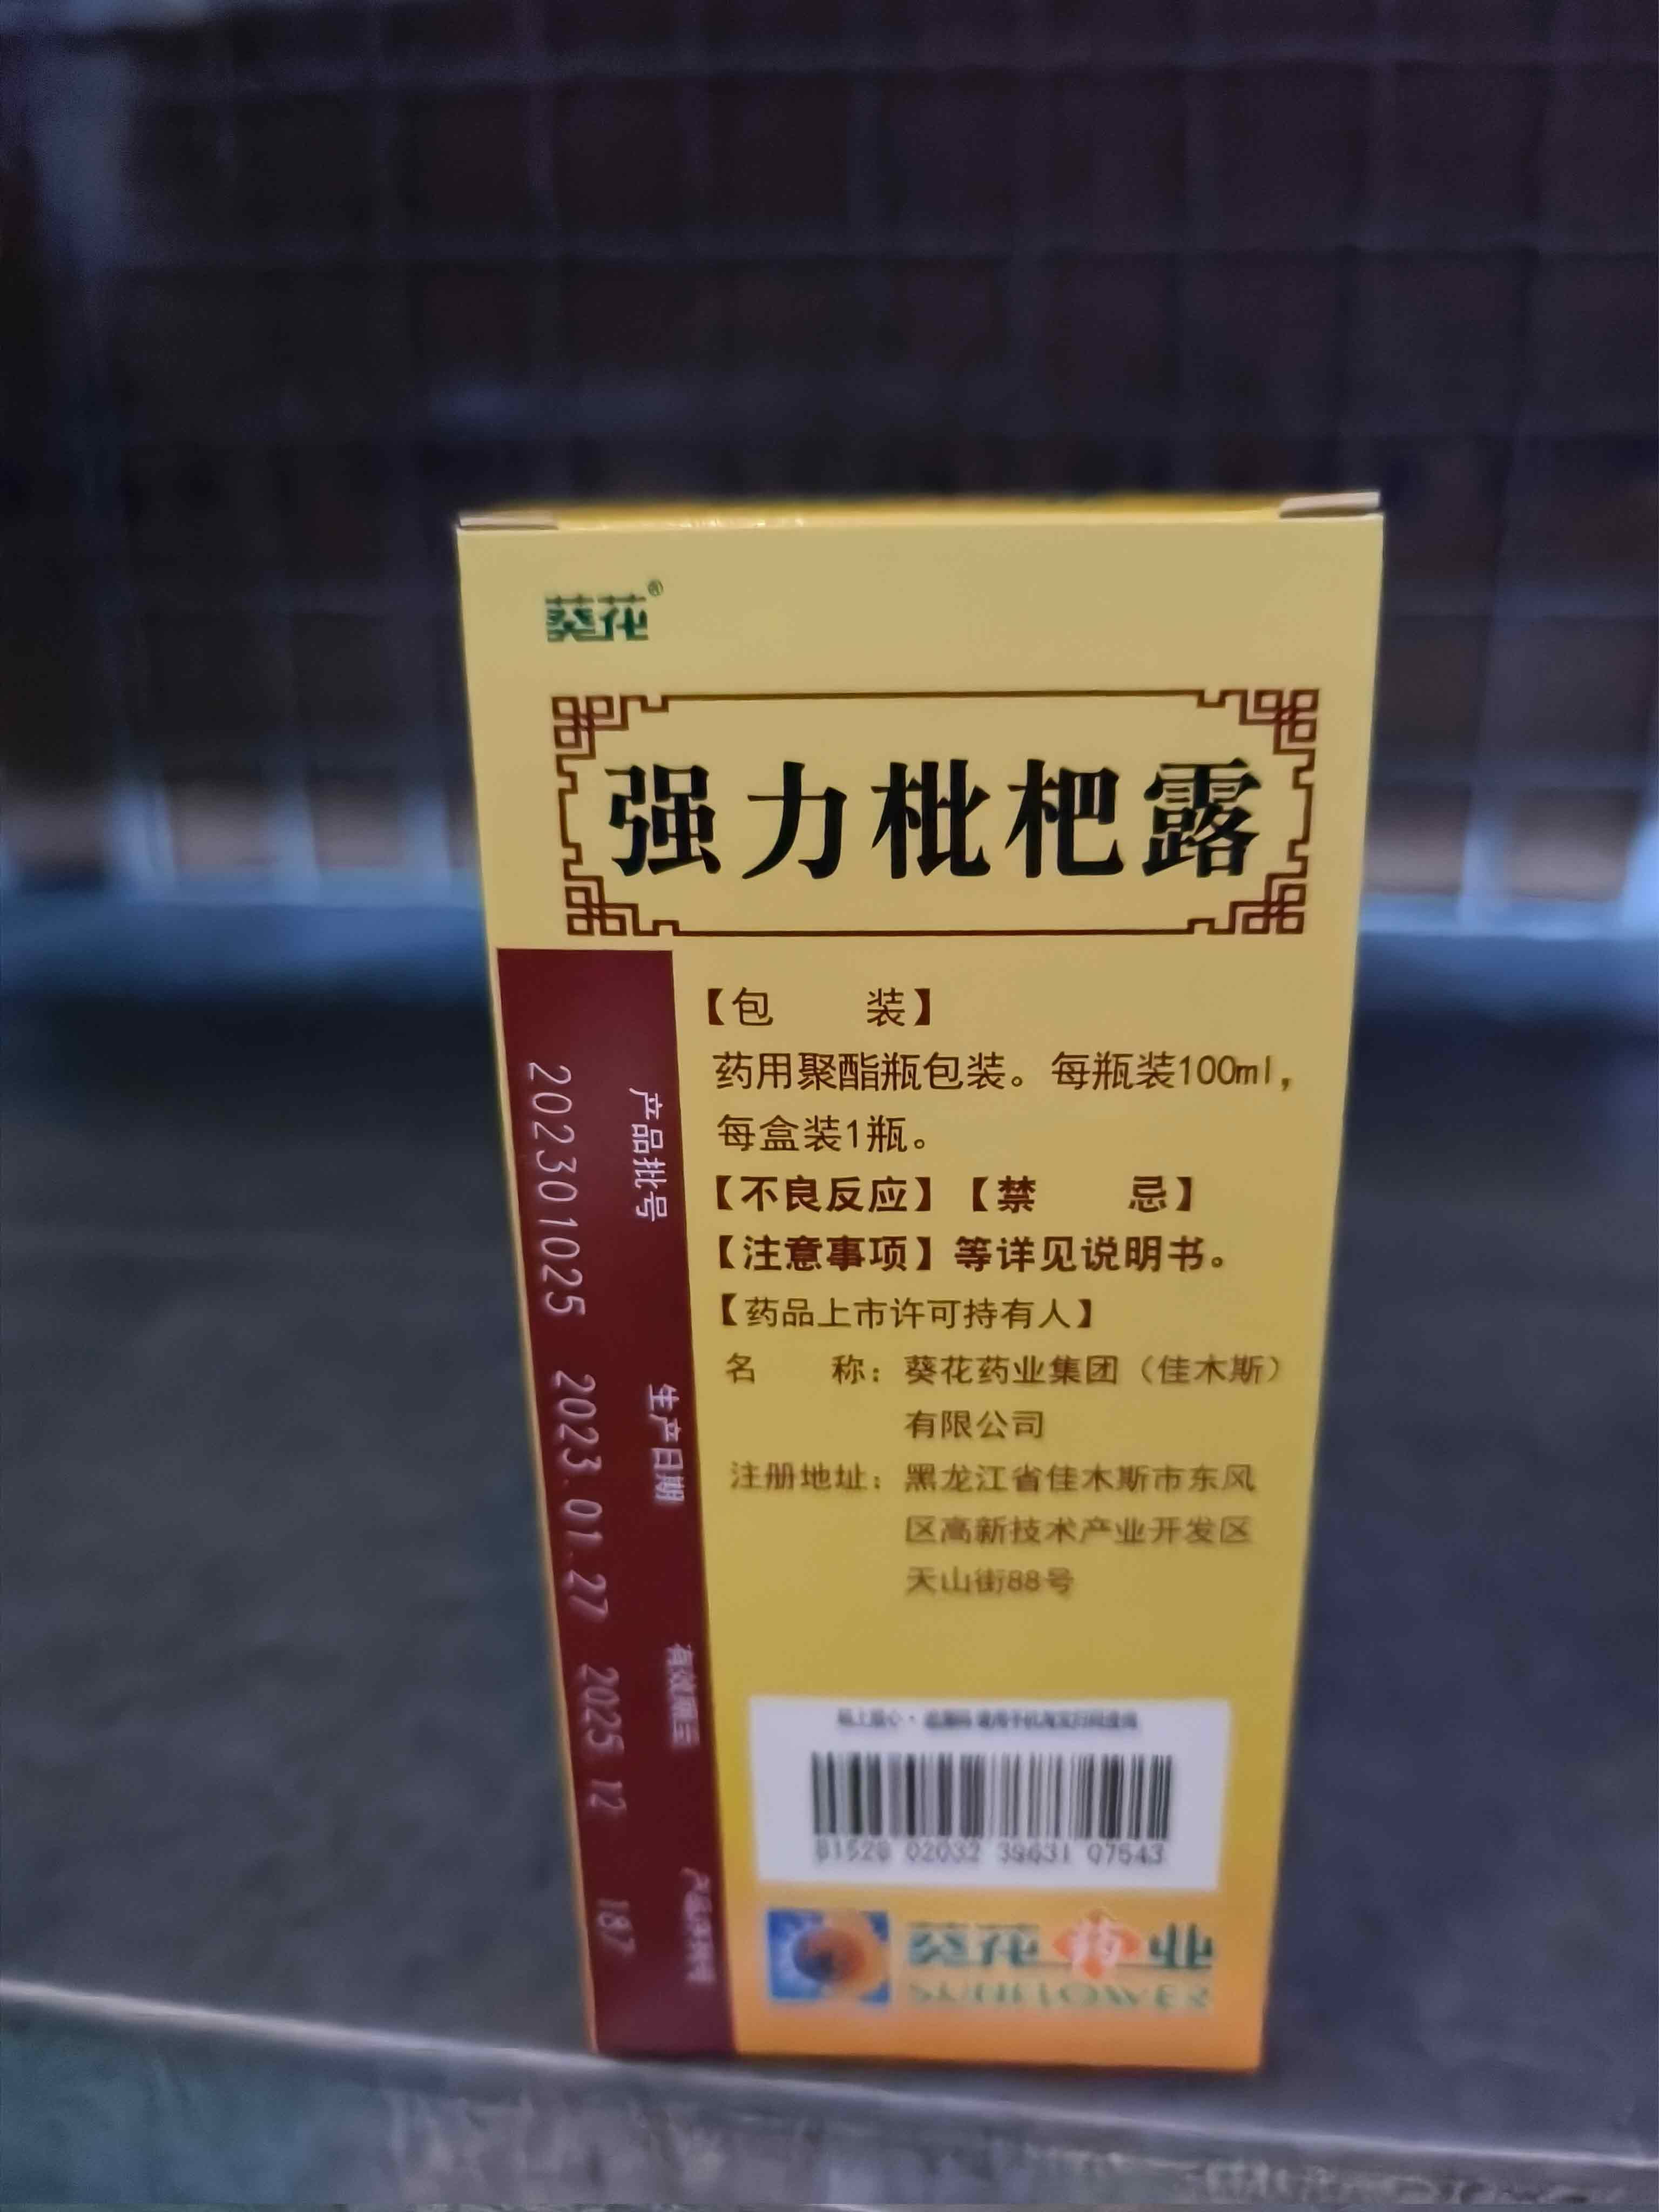 葵花®
强力枇杷露
【包　　装】
药用聚酯瓶包装。每瓶装100ml，
每盒装1瓶。
【不良反应】【禁　　忌】
【注意事项】等详见说明书。
【药品上市许可持有人】
名　　称：葵花药业集团（佳木斯）
有限公司
注册地址：黑龙江省佳木斯市东风
区高新技术产业开发区
天山街88号
产品批号
202301025
生产日期
2023.01.27
有效期至
2025 12
187
葵花药业